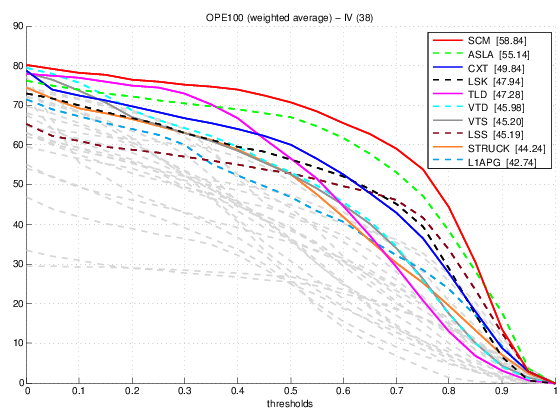 OPE100 (weighted average) − IV (38)
90
80
70
60
50
40
30
20
10
0
SCM [58.84]
ASLA [55.14]
CXT [49.84]
LSK [47.94]
TLD [47.28]
VTD [45.98]
VTS [45.20]
LSS [45.19]
STRUCK [44.24]
L1APG [42.74]
0 0.1 0.2 0.3 0.4 0.5 0.6 0.7 0.8 0.9 1
thresholds